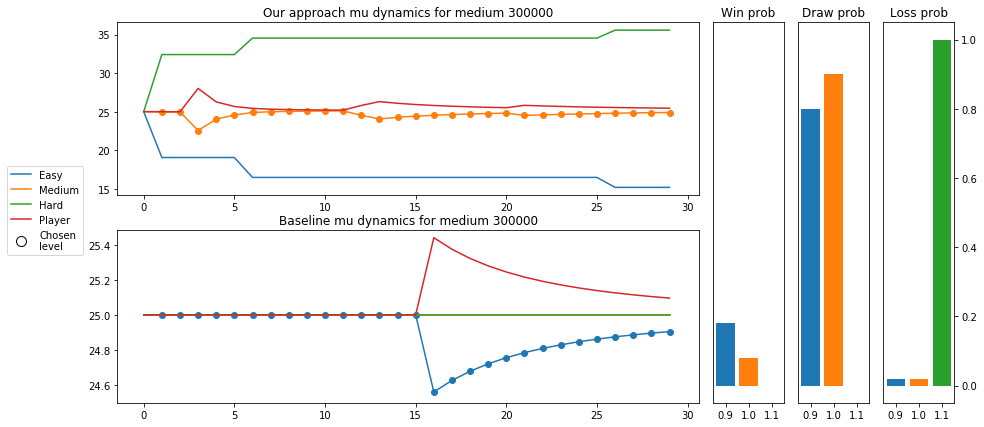 Our approach mu dynamics for medium 300000
Win prob
Draw prob
Loss prob
35
30
25
20
15
0
5
10
15
20
25
30
Easy
Medium
Hard
Player
Chosen
level
Baseline mu dynamics for medium 300000
25.4
25.2
25.0
24.8
24.6
0
5
10
15
20
25
30
0.9 1.0 1.1
0.9 1.0 1.1
0.9 1.0 1.1
1.0
0.8
0.6
0.4
0.2
0.0